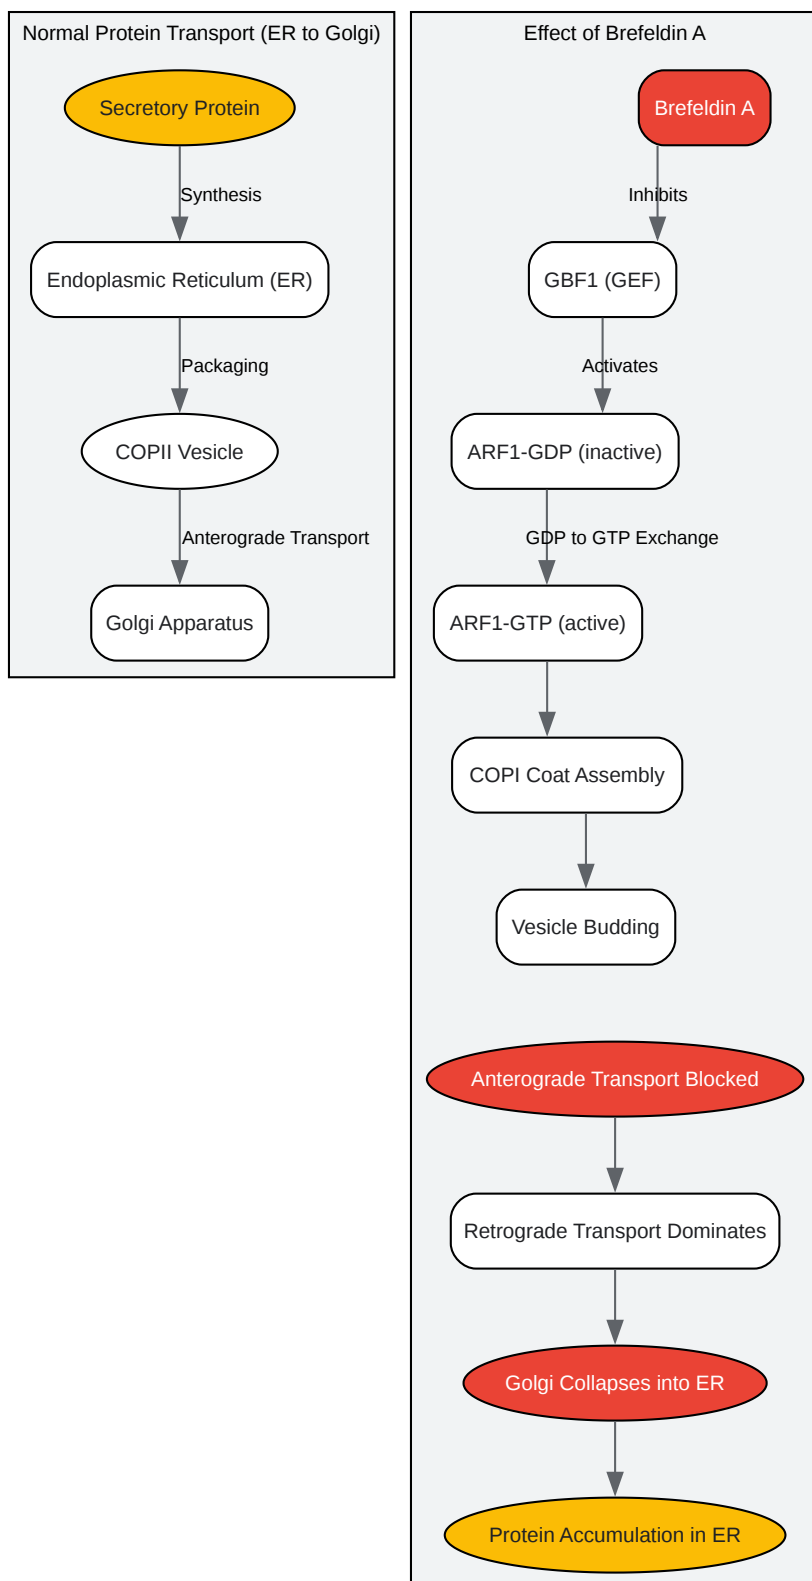 Normal Protein Transport (ER to Golgi)
Secretory Protein
Synthesis
Endoplasmic Reticulum (ER)
Packaging
COPII Vesicle
Anterograde Transport
Golgi Apparatus
Effect of Brefeldin A
Brefeldin A
Inhibits
GBF1 (GEF)
Activates
ARF1-GDP (inactive)
GDP to GTP Exchange
ARF1-GTP (active)
COPI Coat Assembly
Vesicle Budding
Anterograde Transport Blocked
Retrograde Transport Dominates
Golgi Collapses into ER
Protein Accumulation in ER